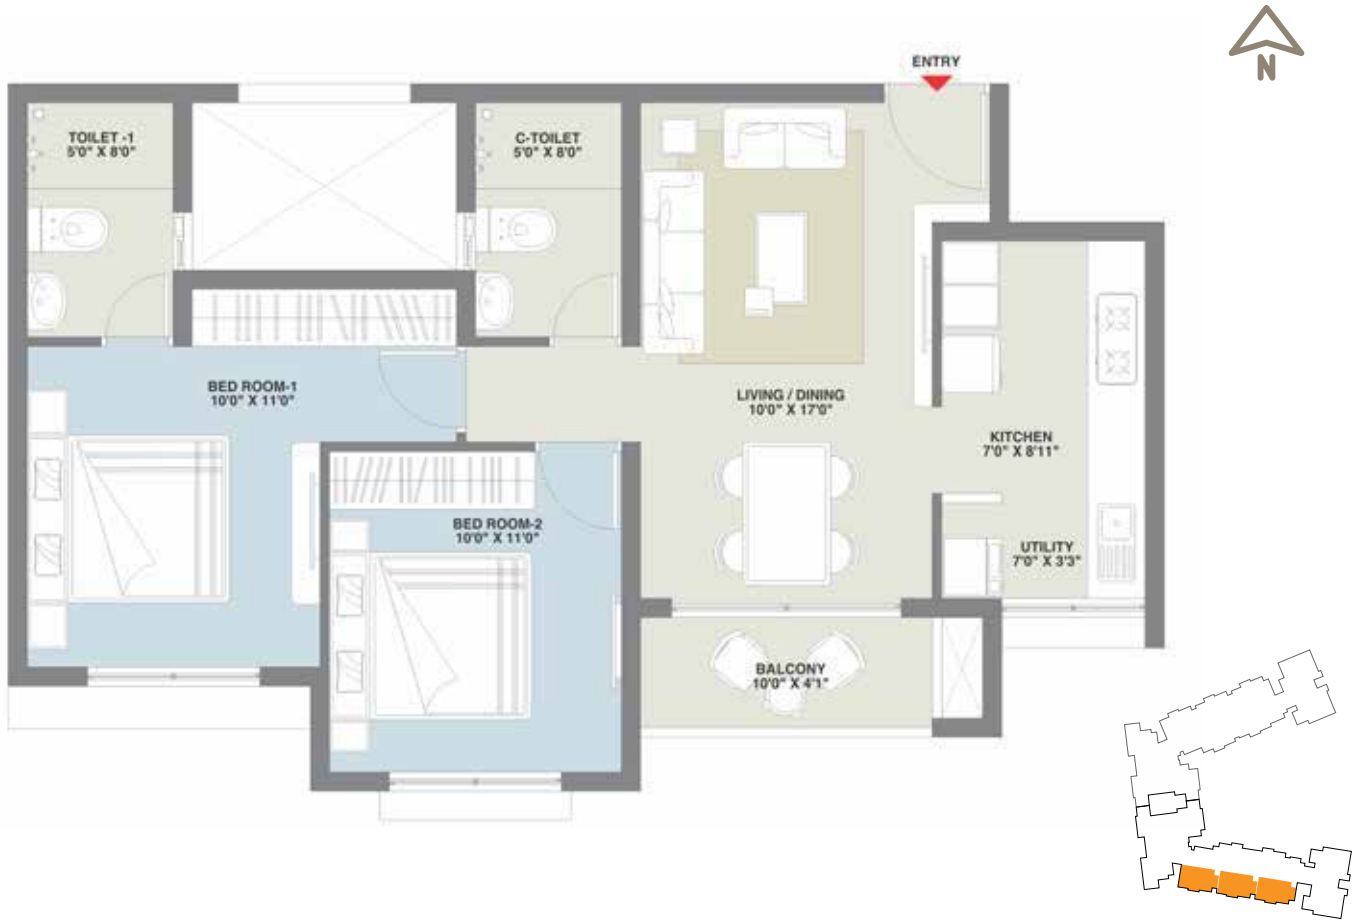 N
ENTRY
TOILET -1
5'0" X 8'0"
C-TOILET
5'0" X 8'0"
BED ROOM-1
10'0" X 11'0"
LIVING / DINING
10'0" X 17'0"
KITCHEN
7'0" X 8'11"
BED ROOM-2
10'0" X 11'0"
UTILITY
7'0" X 3'3"
BALCONY
10'0" X 4'1"